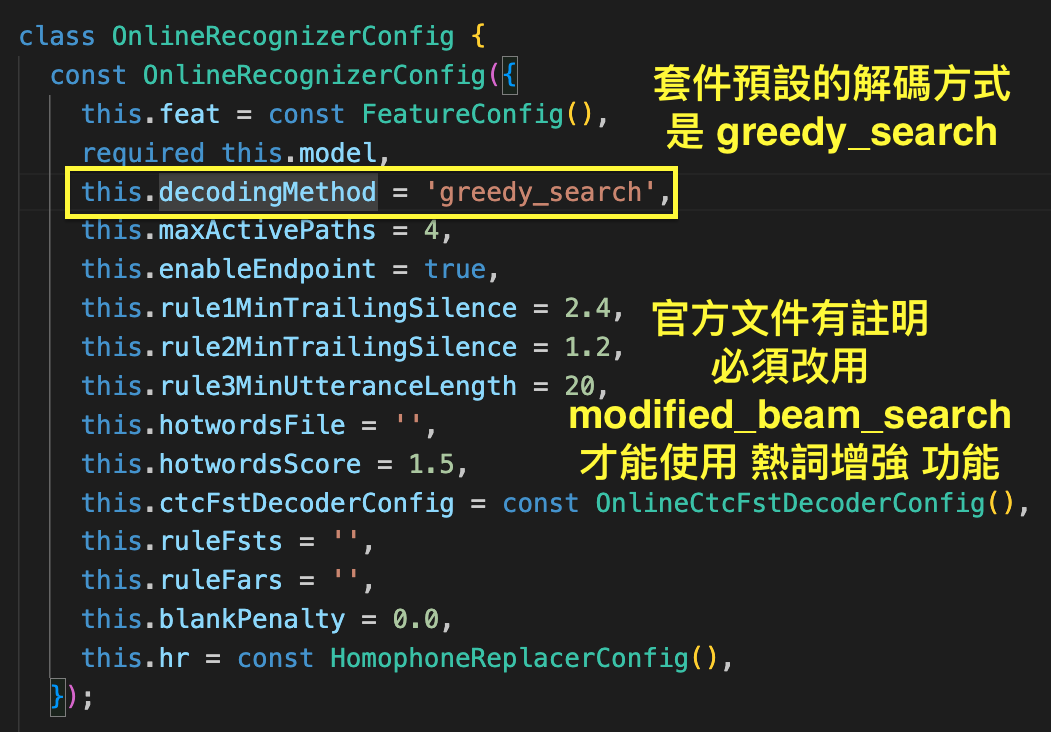 class OnlineRecognizerConfig {
const OnlineRecognizerConfig({
this.feat = const FeatureConfig(),
required this.model,
this.decodingMethod = 'greedy_search',
this.maxActivePaths = 4,
this.enableEndpoint = true,
this.rule1MinTrailingSilence = 2.4,
this.rule2MinTrailingSilence = 1.2,
this.rule3MinUtteranceLength = 20,
this.hotwordsFile = '',
this.hotwordsScore = 1.5,
this.ctcFstDecoderConfig = const OnlineCtcFstDecoderConfig(),
this.ruleFsts = '',
this.ruleFars = '',
this.blankPenalty = 0.0,
this.hr = const HomophoneReplacerConfig(),
});
套件預設的解碼方式
是 greedy_search
官方文件有註明
必須改用
modified_beam_search
才能使用 熱詞增強 功能